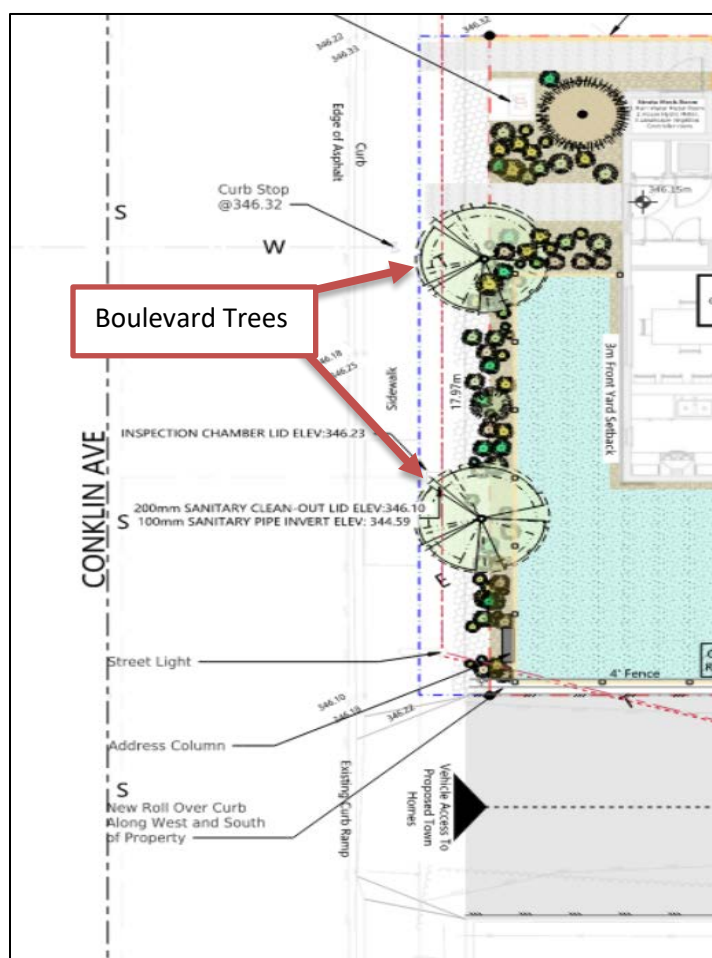 346.32
346.22
346.33
Edge of Asphalt
Curb
Curb Stop
@346.32
S
W
346.15m
Boulevard Trees
346.18
346.25
Sidewalk
17.97m
3m Front Yard Setback
INSPECTION CHAMBER LID ELEV:346.23
200mm SANITARY CLEAN-OUT LID ELEV:346.10
100mm SANITARY PIPE INVERT ELEV: 344.59
S
CONKLIN AVE
E
Street Light
4' Fence
346.10
346.18
346.22
Address Column
S
New Roll Over Curb
Along West and South
of Property
Existing Curb Ramp
Vehicle Access To
Proposed Town
Homes